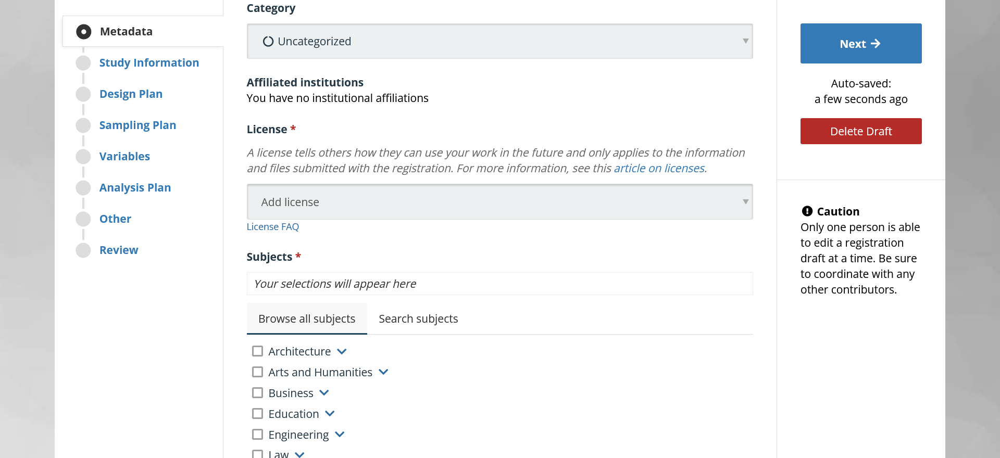 Metadata
Study Information
Design Plan
Sampling Plan
Variables
Analysis Plan
Other
Review
Category
Uncategorized
Affiliated institutions
You have no institutional affiliations
License *
A license tells others how they can use your work in the future and only applies to the information
and files submitted with the registration. For more information, see this article on licenses.
Add license
License FAQ
Subjects *
Your selections will appear here
Browse all subjects
Search subjects
Architecture
Arts and Humanities
Business
Education
Engineering
Law
Next
Auto-saved:
a few seconds ago
Delete Draft
Caution
Only one person is able
to edit a registration
draft at a time. Be sure
to coordinate with any
other contributors.